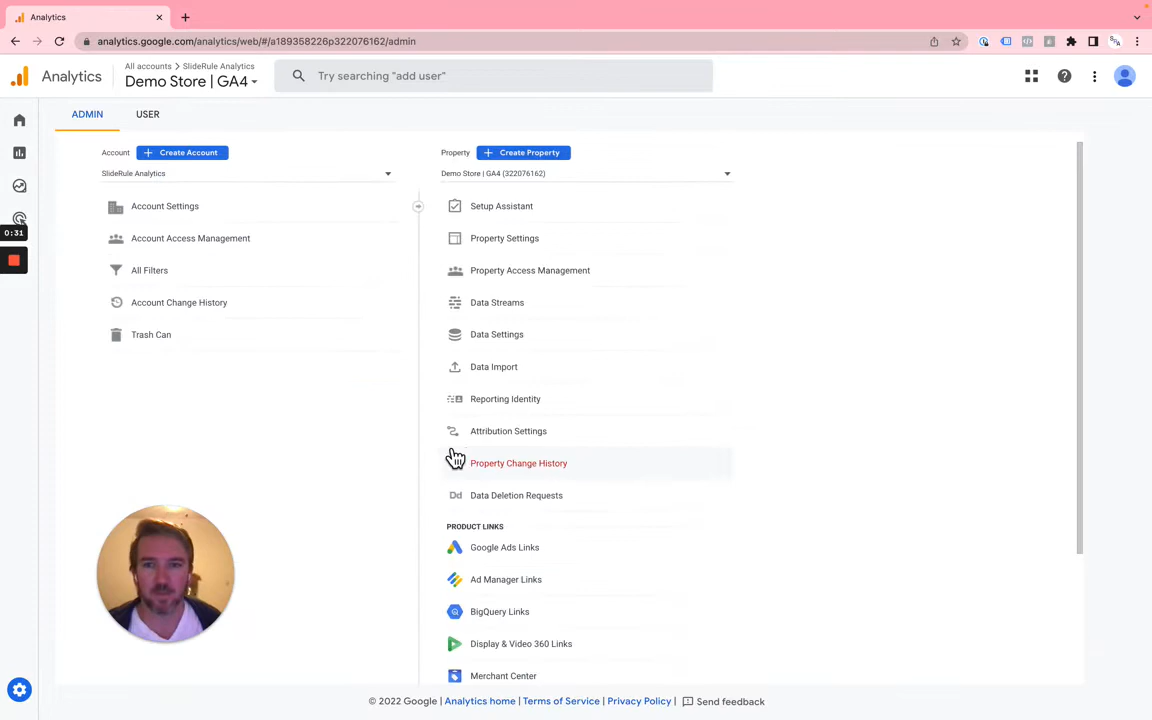 Analytics
analytics.google.com/analytics/web/#/a189358226p322076162/admin
Analytics
All accounts > SlideRule Analytics
Demo Store | GA4
Try searching "add user"
ADMIN
USER
Account
Create Account
SlideRule Analytics
Account Settings
Account Access Management
All Filters
Account Change History
Trash Can
Property
Create Property
Demo Store | GA4 (322076162)
Setup Assistant
Property Settings
Property Access Management
Data Streams
Data Settings
Data Import
Reporting Identity
Attribution Settings
Property Change History
Dd Data Deletion Requests
PRODUCT LINKS
Google Ads Links
Ad Manager Links
BigQuery Links
Display & Video 360 Links
Merchant Center
0:31
© 2022 Google | Analytics home | Terms of Service | Privacy Policy | Send feedback